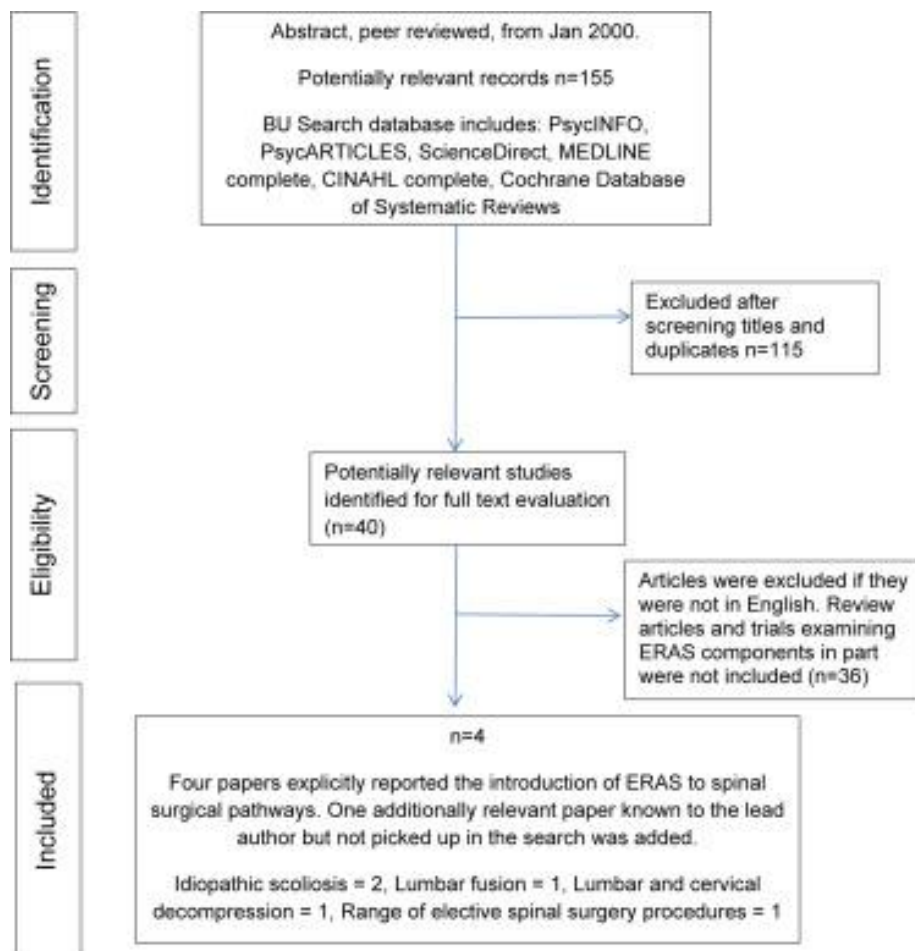 Identification
Abstract, peer reviewed, from Jan 2000.
Potentially relevant records n=155
BU Search database includes: PsycINFO,
PsycARTICLES, ScienceDirect, MEDLINE
complete, CINAHL complete, Cochrane Database
of Systematic Reviews
Screening
Excluded after
screening titles and
duplicates n=115
Eligibility
Potentially relevant studies
identified for full text evaluation
(n=40)
Articles were excluded if they
were not in English. Review
articles and trials examining
ERAS components in part
were not included (n=36)
Included
n=4
Four papers explicitly reported the introduction of ERAS to spinal
surgical pathways. One additionally relevant paper known to the lead
author but not picked up in the search was added.
Idiopathic scoliosis = 2, Lumbar fusion = 1, Lumbar and cervical
decompression = 1, Range of elective spinal surgery procedures = 1